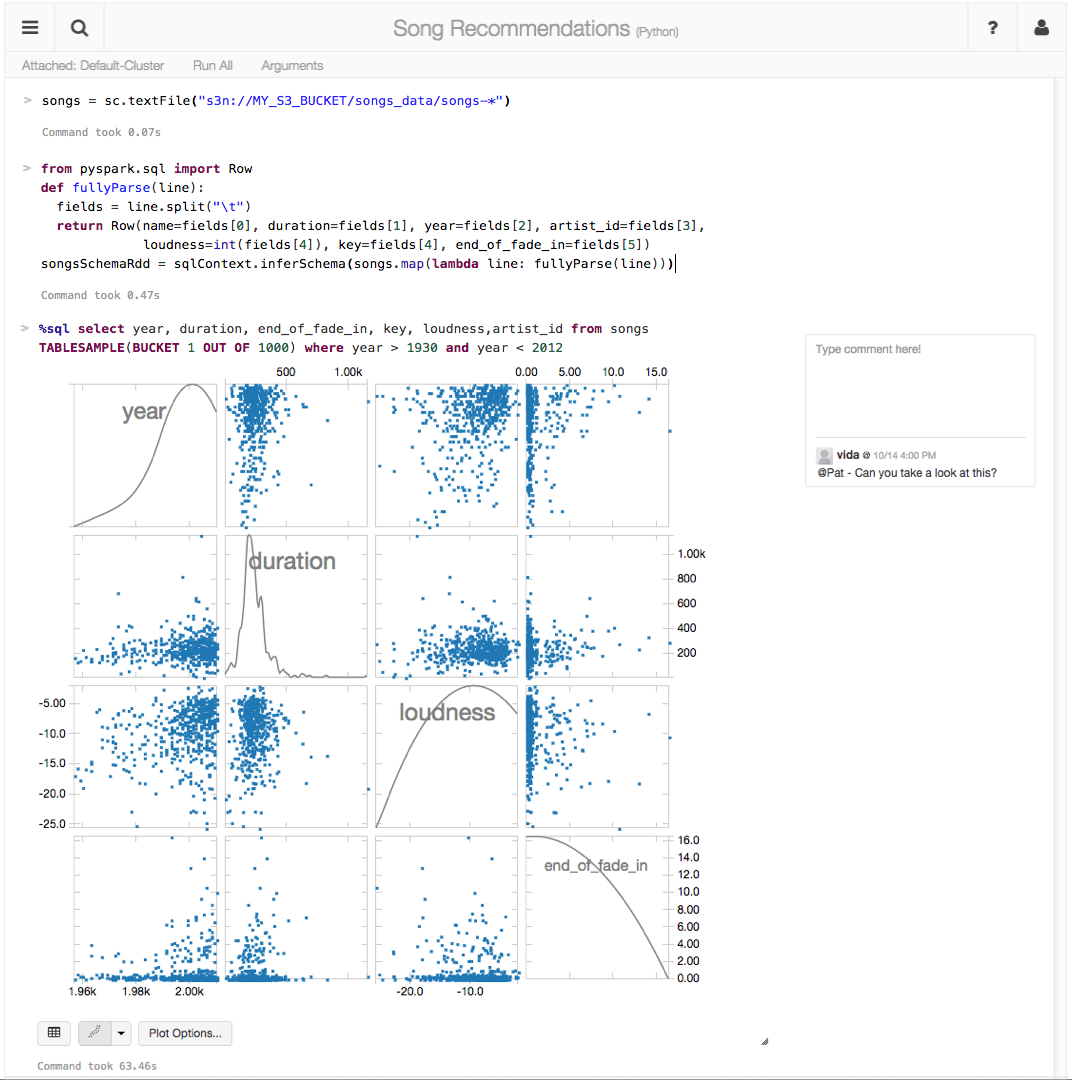 Song Recommendations (Python)
?
Attached: Default-Cluster Run All Arguments
> songs = sc.textFile("s3n://MY_S3_BUCKET/songs_data/songs-*")
Command took 0.07s
> from pyspark.sql import Row
def fullyParse(line):
fields = line.split("\t")
return Row(name=fields[0], duration=fields[1], year=fields[2], artist_id=fields[3],
loudness=int(fields[4]), key=fields[4], end_of_fade_in=fields[5])
songsSchemaRdd = sqlContext.inferSchema(songs.map(lambda line: fullyParse(line)))
Command took 0.47s
> %sql select year, duration, end_of_fade_in, key, loudness,artist_id from songs
TABLESAMPLE(BUCKET 1 OUT OF 1000) where year > 1930 and year < 2012
Type comment here!
vida @ 10/14 4:00 PM
@Pat - Can you take a look at this?
500 1.00k 0.00 5.00 10.0 15.0
year
duration
1.00k
800
600
400
200
loudness
-5.00
-10.0
-15.0
-20.0
-25.0
end_of_fade_in
16.0
14.0
12.0
10.0
8.00
6.00
4.00
2.00
0.00
1.96k 1.98k 2.00k -20.0 -10.0
Plot Options...
Command took 63.46s